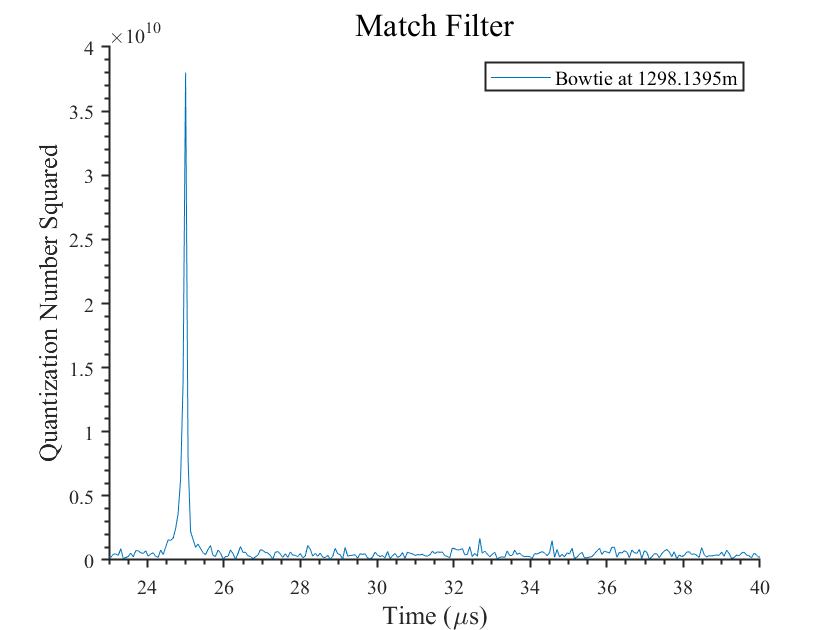 Match Filter
×10^10
Bowtie at 1298.1395m
4
3.5
3
2.5
2
1.5
1
0.5
0
Quantization Number Squared
24 26 28 30 32 34 36 38 40
Time (μs)